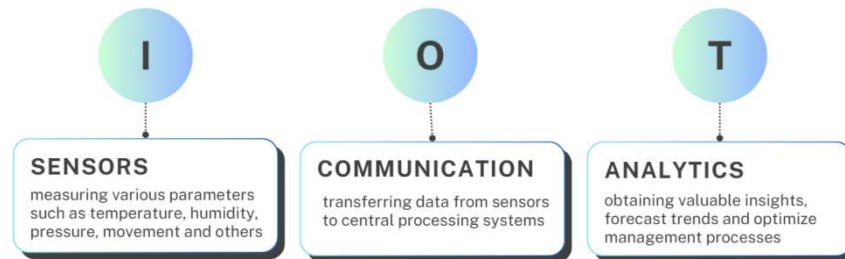 I
O
T
SENSORS
measuring various parameters
such as temperature, humidity,
pressure, movement and others
COMMUNICATION
transferring data from sensors
to central processing systems
ANALYTICS
obtaining valuable insights,
forecast trends and optimize
management processes